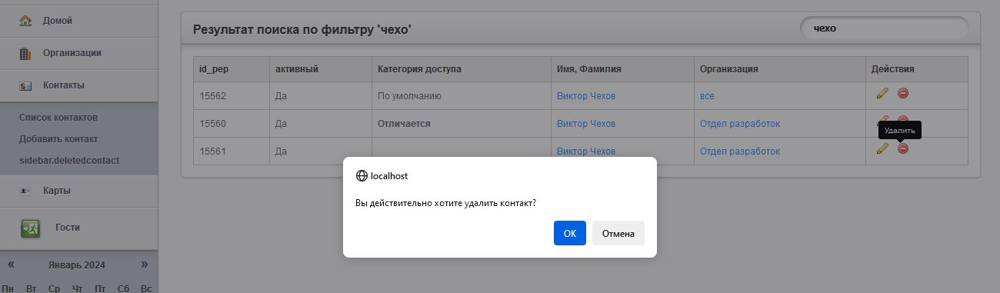 Домой
Организации
Контакты
Список контактов
Добавить контакт
sidebar.deletedcontact
Карты
Гости
« Январь 2024 »
Пн Вт Ср Чт Пт Сб Вс
Результат поиска по фильтру 'чехо'
чехо
id_pep активный Категория доступа Имя, Фамилия Организация Действия
15562 Да По умолчанию Виктор Чехов все
15560 Да Отличается Виктор Чехов Отдел разработок
Удалить
15561 Да Виктор Чехов Отдел разработок
localhost
Вы действительно хотите удалить контакт?
OK Отмена